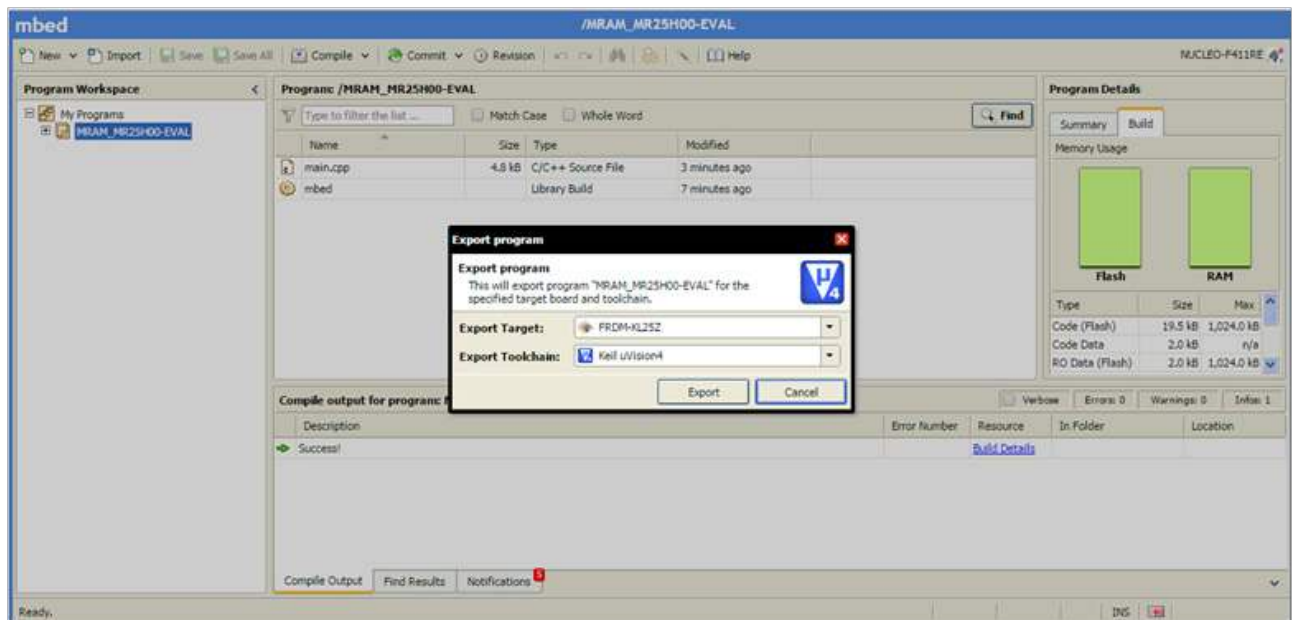 mbed
/MRAM_MR25H00-EVAL
New Import Save Save All Compile Commit Revision Help
NUCLEO-F411RE
Program Workspace
My Programs
MRAM_MR25H00-EVAL
Program: /MRAM_MR25H00-EVAL
Type to filter the list ...
Match Case
Whole Word
Find
Name Size Type Modified
main.cpp 4.8 kB C/C++ Source File 3 minutes ago
mbed Library Build 7 minutes ago
Program Details
Summary Build
Memory Usage
Flash RAM
Type Size Max
Code (Flash) 19.5 kB 1,024.0 kB
Code Data 2.0 kB n/a
RO Data (Flash) 2.0 kB 1,024.0 kB
Export program
Export program
This will export program "MRAM_MR25H00-EVAL" for the
specified target board and toolchain.
µ
4
Export Target: FRDM-KL25Z
Export Toolchain: Keil uVision4
Export Cancel
Compile output for program:
Verbose Errors: 0 Warnings: 0 Infos: 1
Description Error Number Resource In Folder Location
Success! Build Details
Compile Output Find Results Notifications 5
Ready.
INS